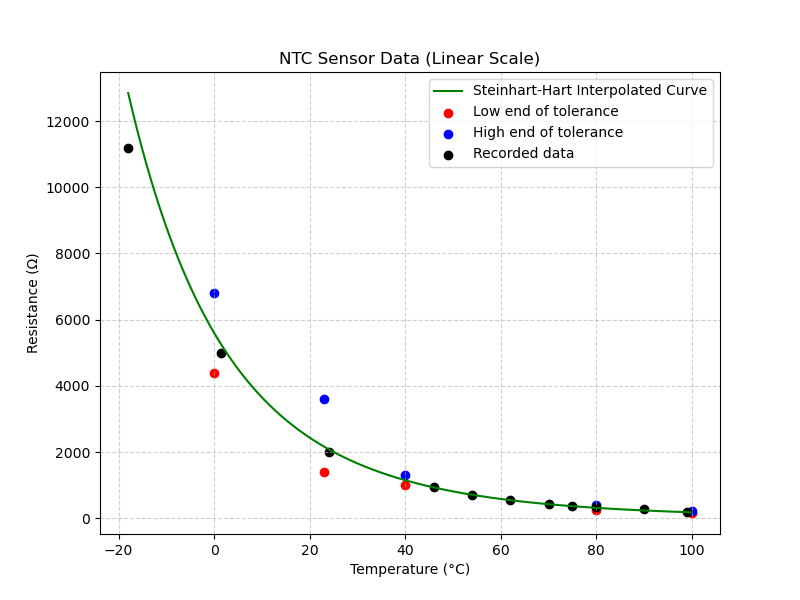 NTC Sensor Data (Linear Scale)
Steinhart-Hart Interpolated Curve
Low end of tolerance
High end of tolerance
Recorded data
12000
10000
8000
6000
4000
2000
0
Resistance (Ω)
−20 0 20 40 60 80 100
Temperature (°C)